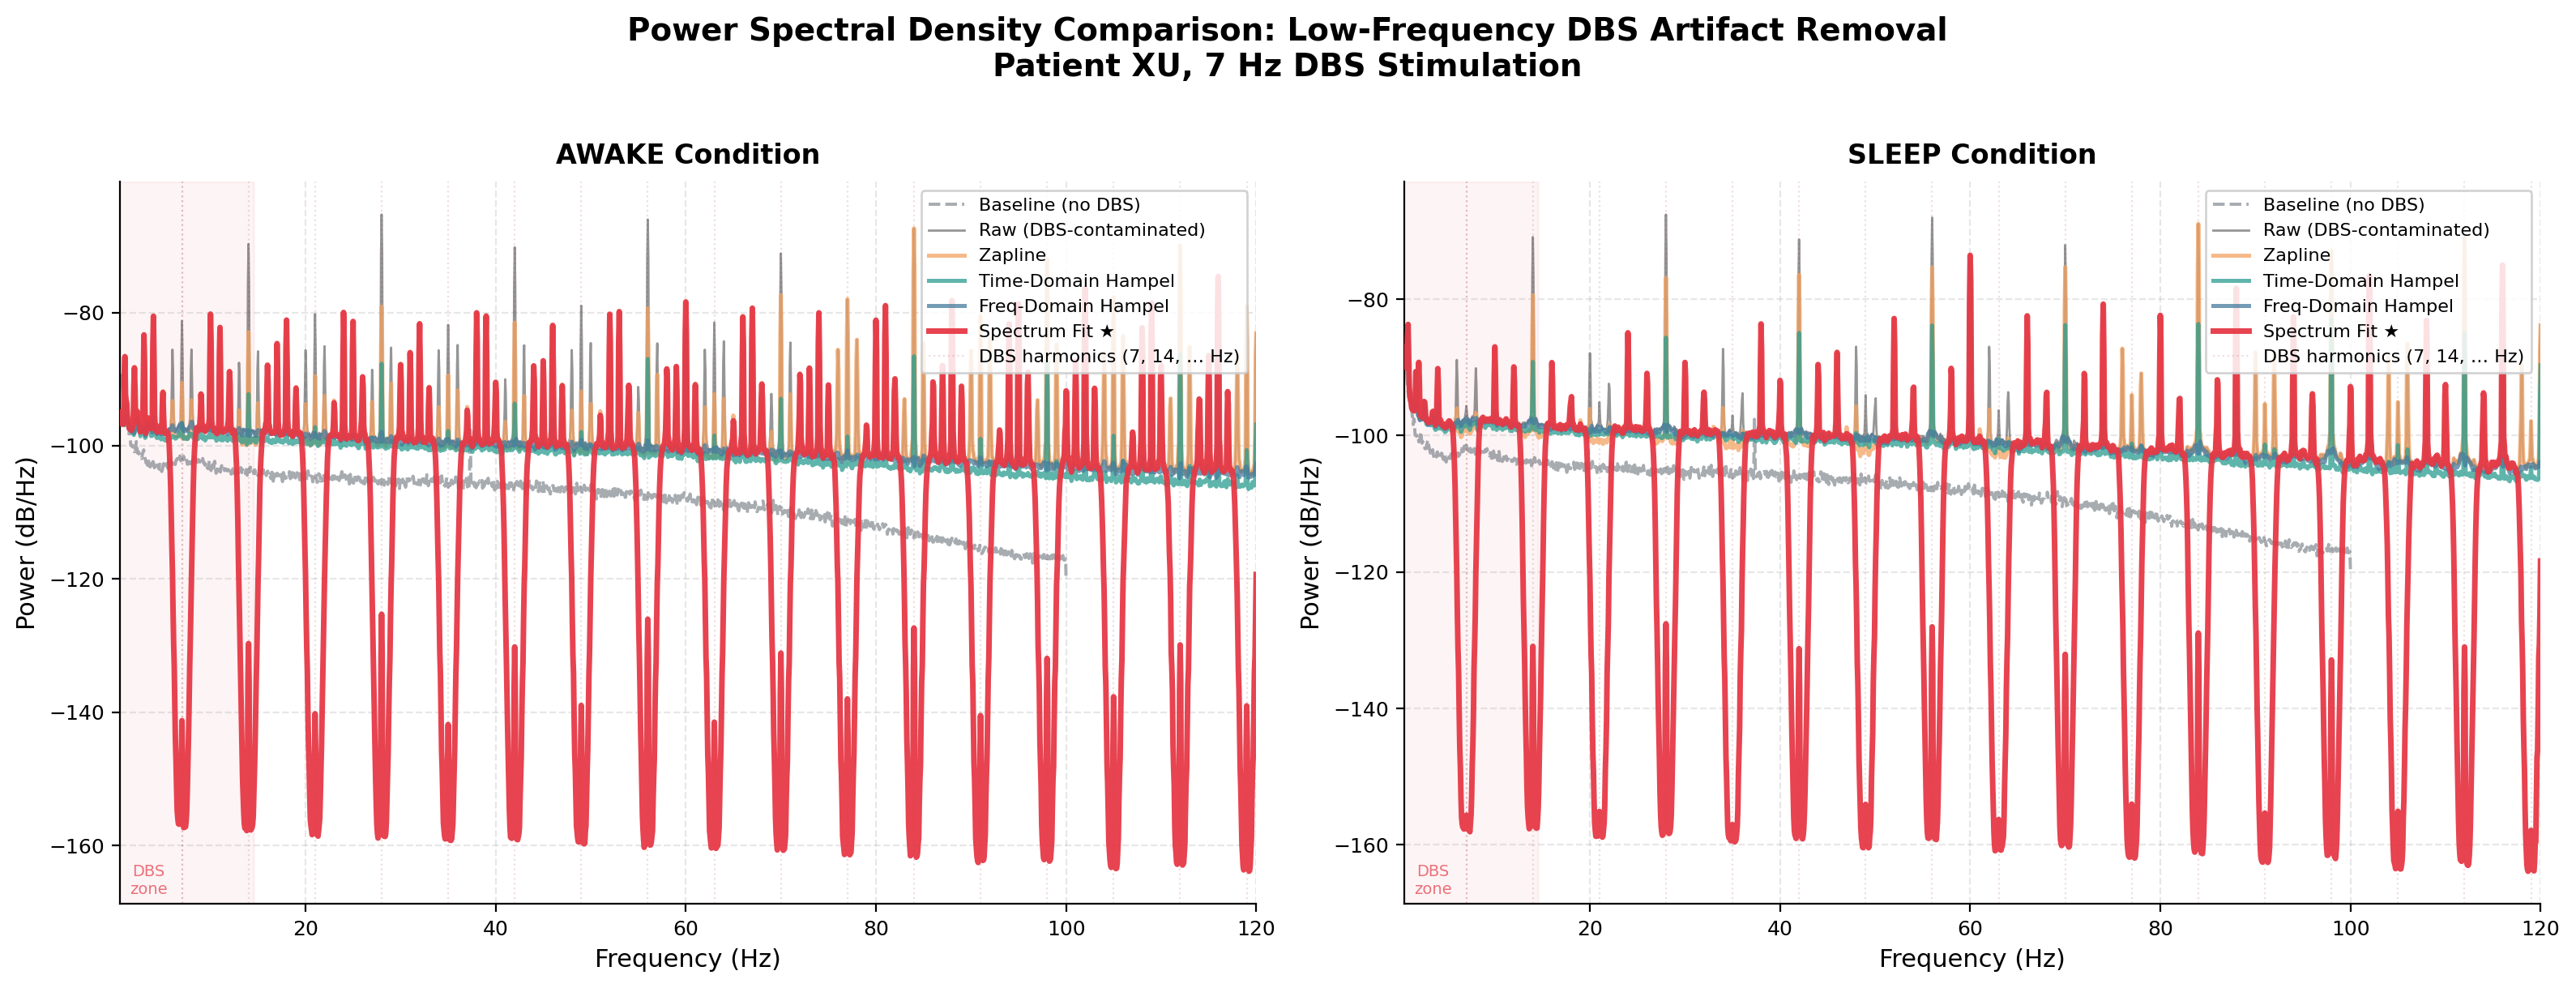 Power Spectral Density Comparison: Low-Frequency DBS Artifact Removal
Patient XU, 7 Hz DBS Stimulation
AWAKE Condition
Power (dB/Hz)
−80
−100
−120
−140
−160
Baseline (no DBS)
Raw (DBS-contaminated)
Zapline
Time-Domain Hampel
Freq-Domain Hampel
Spectrum Fit ★
DBS harmonics (7, 14, ... Hz)
DBS
zone
20
40
60
80
100
120
Frequency (Hz)
SLEEP Condition
Power (dB/Hz)
−80
−100
−120
−140
−160
Baseline (no DBS)
Raw (DBS-contaminated)
Zapline
Time-Domain Hampel
Freq-Domain Hampel
Spectrum Fit ★
DBS harmonics (7, 14, ... Hz)
DBS
zone
20
40
60
80
100
120
Frequency (Hz)